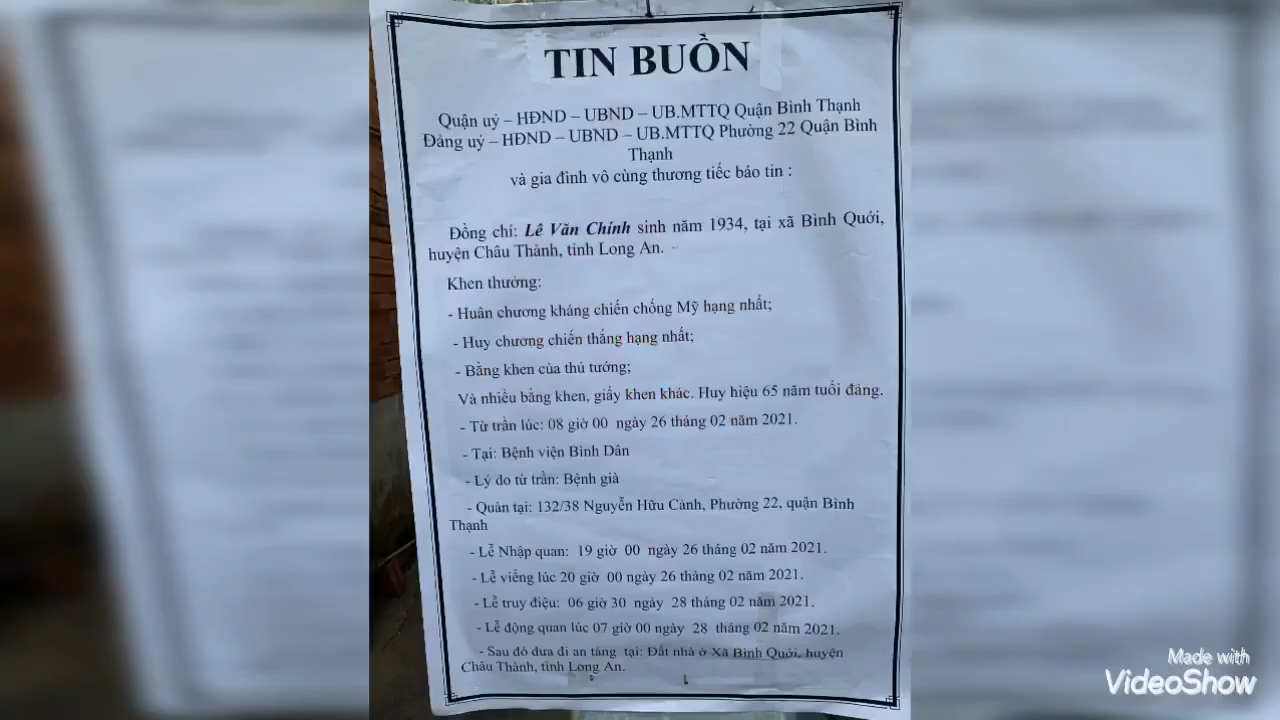 TIN BUỒN
Quận uỷ – HĐND – UBND – UB.MTTQ Quận Bình Thạnh
Đảng uỷ – HĐND – UBND – UB.MTTQ Phường 22 Quận Bình
Thạnh
và gia đình vô cùng thương tiếc báo tin :
Đồng chí: Lê Văn Chính sinh năm 1934, tại xã Bình Quới,
huyện Châu Thành, tỉnh Long An.
Khen thưởng:
- Huân chương kháng chiến chống Mỹ hạng nhất;
- Huy chương chiến thắng hạng nhất;
- Bằng khen của thủ tướng;
Và nhiều bằng khen, giấy khen khác. Huy hiệu 65 năm tuổi đảng.
- Từ trần lúc: 08 giờ 00 ngày 26 tháng 02 năm 2021.
- Tại: Bệnh viện Bình Dân
- Lý do từ trần: Bệnh già
- Quàn tại: 132/38 Nguyễn Hữu Cảnh, Phường 22, quận Bình
Thạnh
- Lễ Nhập quan: 19 giờ 00 ngày 26 tháng 02 năm 2021.
- Lễ viếng lúc 20 giờ 00 ngày 26 tháng 02 năm 2021.
- Lễ truy điệu: 06 giờ 30 ngày 28 tháng 02 năm 2021.
- Lễ động quan lúc 07 giờ 00 ngày 28 tháng 02 năm 2021.
- Sau đó đưa đi an táng tại: Đất nhà ở Xã Bình Quới, huyện
Châu Thành, tỉnh Long An.
Made with
VideoShow